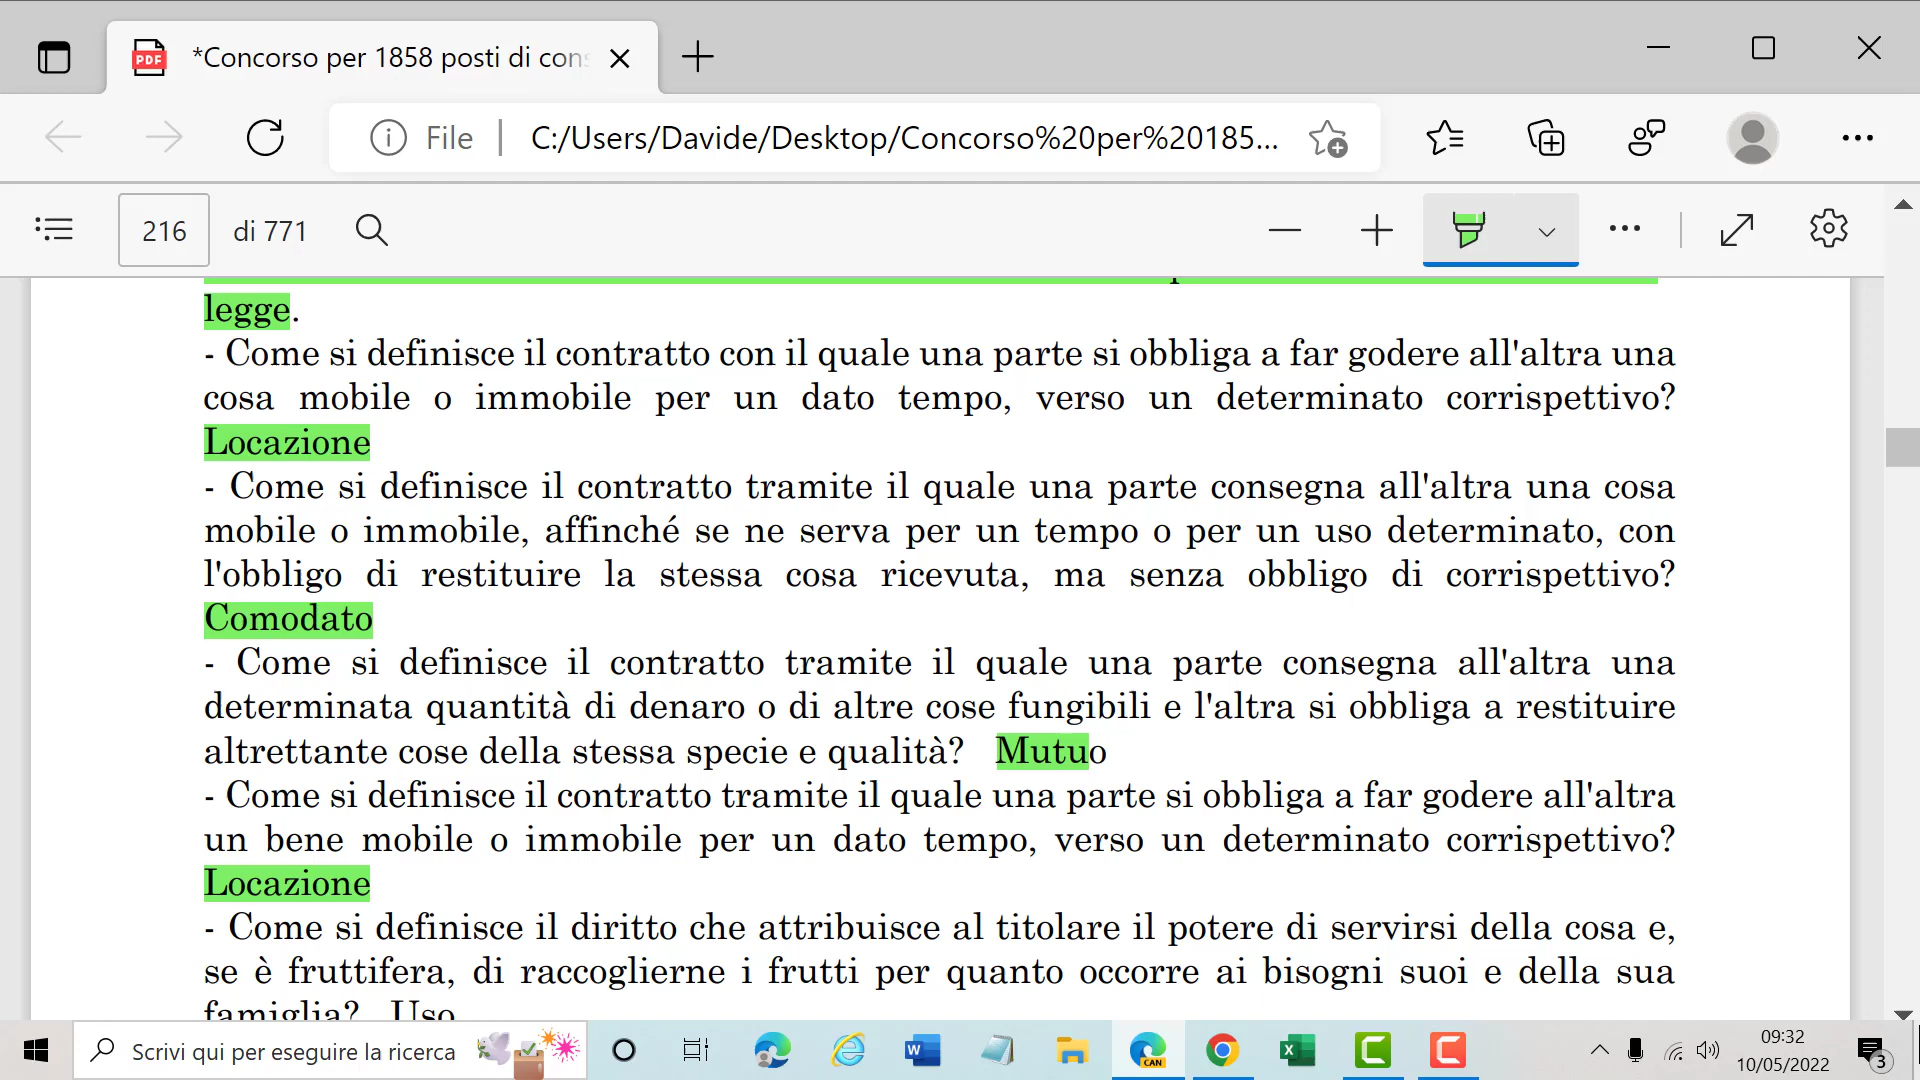 *Concorso per 1858 posti di cons
File
C:/Users/Davide/Desktop/Concorso%20per%20185...
216 di 771
legge.
- Come si definisce il contratto con il quale una parte si obbliga a far godere all'altra una
cosa mobile o immobile per un dato tempo, verso un determinato corrispettivo?
Locazione
- Come si definisce il contratto tramite il quale una parte consegna all'altra una cosa
mobile o immobile, affinché se ne serva per un tempo o per un uso determinato, con
l'obbligo di restituire la stessa cosa ricevuta, ma senza obbligo di corrispettivo?
Comodato
- Come si definisce il contratto tramite il quale una parte consegna all'altra una
determinata quantità di denaro o di altre cose fungibili e l'altra si obbliga a restituire
altrettante cose della stessa specie e qualità? Mutuo
- Come si definisce il contratto tramite il quale una parte si obbliga a far godere all'altra
un bene mobile o immobile per un dato tempo, verso un determinato corrispettivo?
Locazione
- Come si definisce il diritto che attribuisce al titolare il potere di servirsi della cosa e,
se è fruttifera, di raccoglierne i frutti per quanto occorre ai bisogni suoi e della sua
famiglia? Uso
Scrivi qui per eseguire la ricerca
CAN
09:32
10/05/2022
3